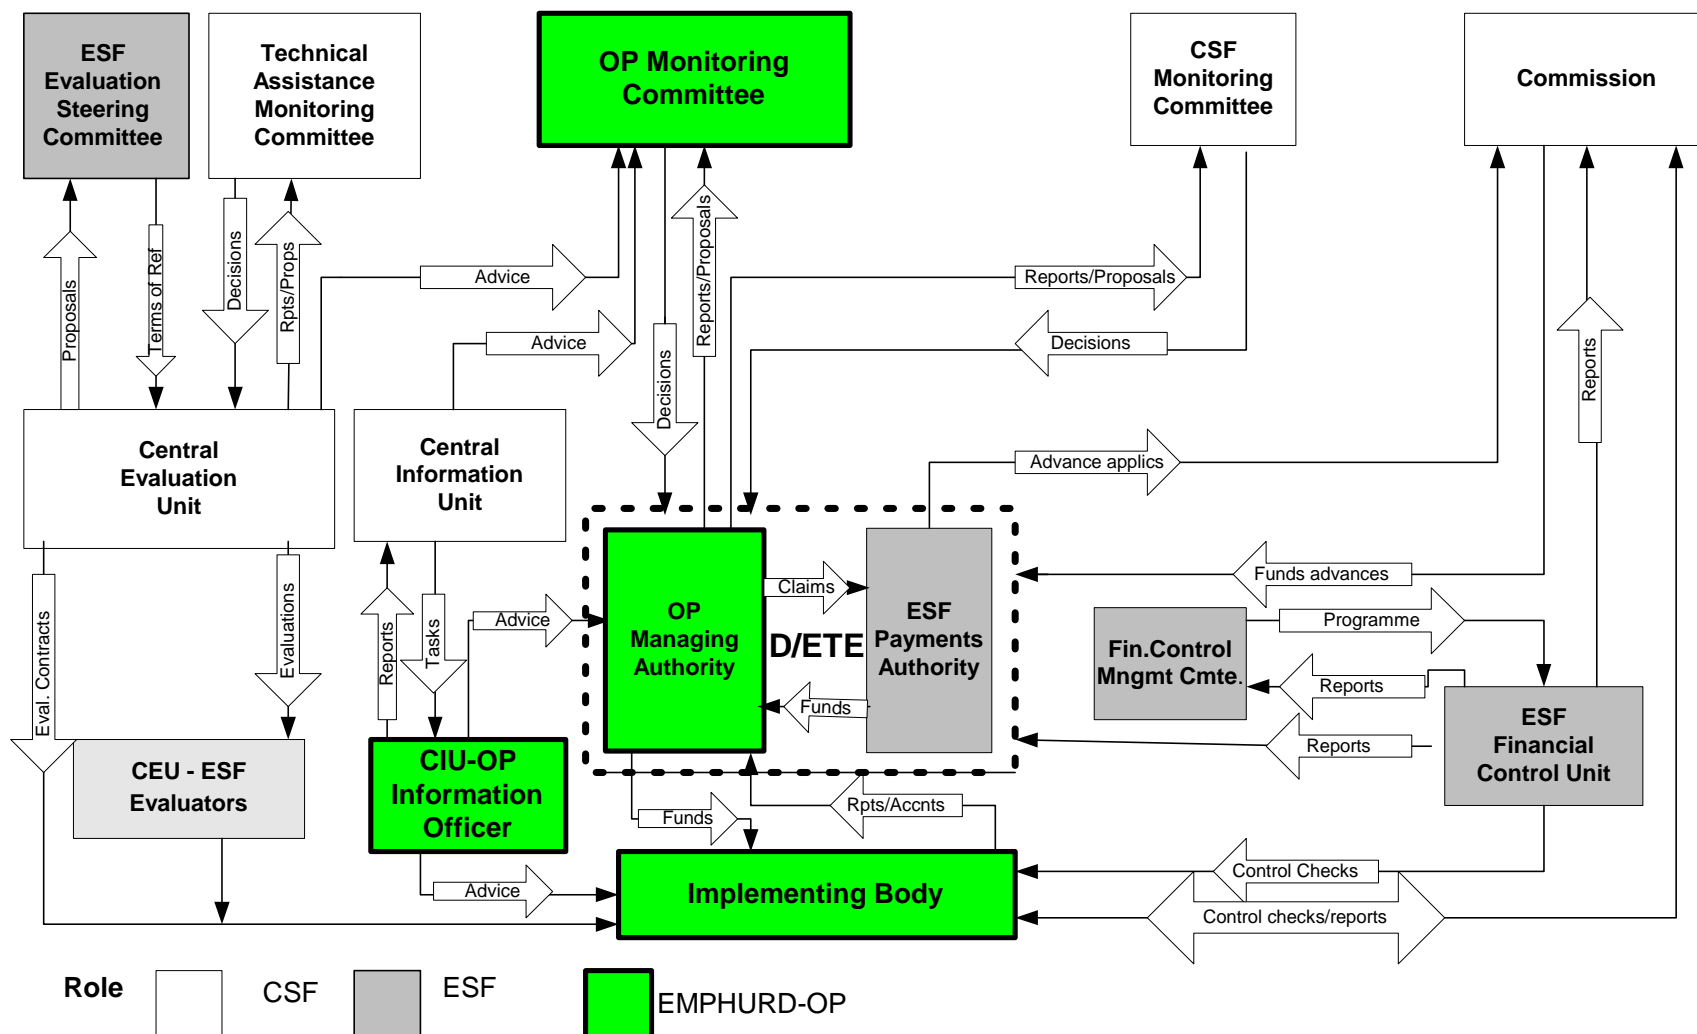 ESF
Evaluation
Steering
Committee
Technical
Assistance
Monitoring
Committee
OP Monitoring
Committee
CSF
Monitoring
Committee
Commission
Proposals
Terms of Ref
Decisions
Rpts/Props
Advice
Advice
Decisions
Reports/Proposals
Reports/Proposals
Decisions
Reports
Central
Evaluation
Unit
Central
Information
Unit
Advance applics
Funds advances
Eval. Contracts
Evaluations
Reports
Tasks
Advice
OP
Managing
Authority
Claims
D/ETE
Funds
ESF
Payments
Authority
Fin.Control
Mngmt Cmte.
Programme
Reports
Reports
ESF
Financial
Control Unit
CEU - ESF
Evaluators
CIU-OP
Information
Officer
Funds
Rpts/Accnts
Advice
Implementing Body
Control Checks
Control checks/reports
Role
CSF
ESF
EMPHURD-OP